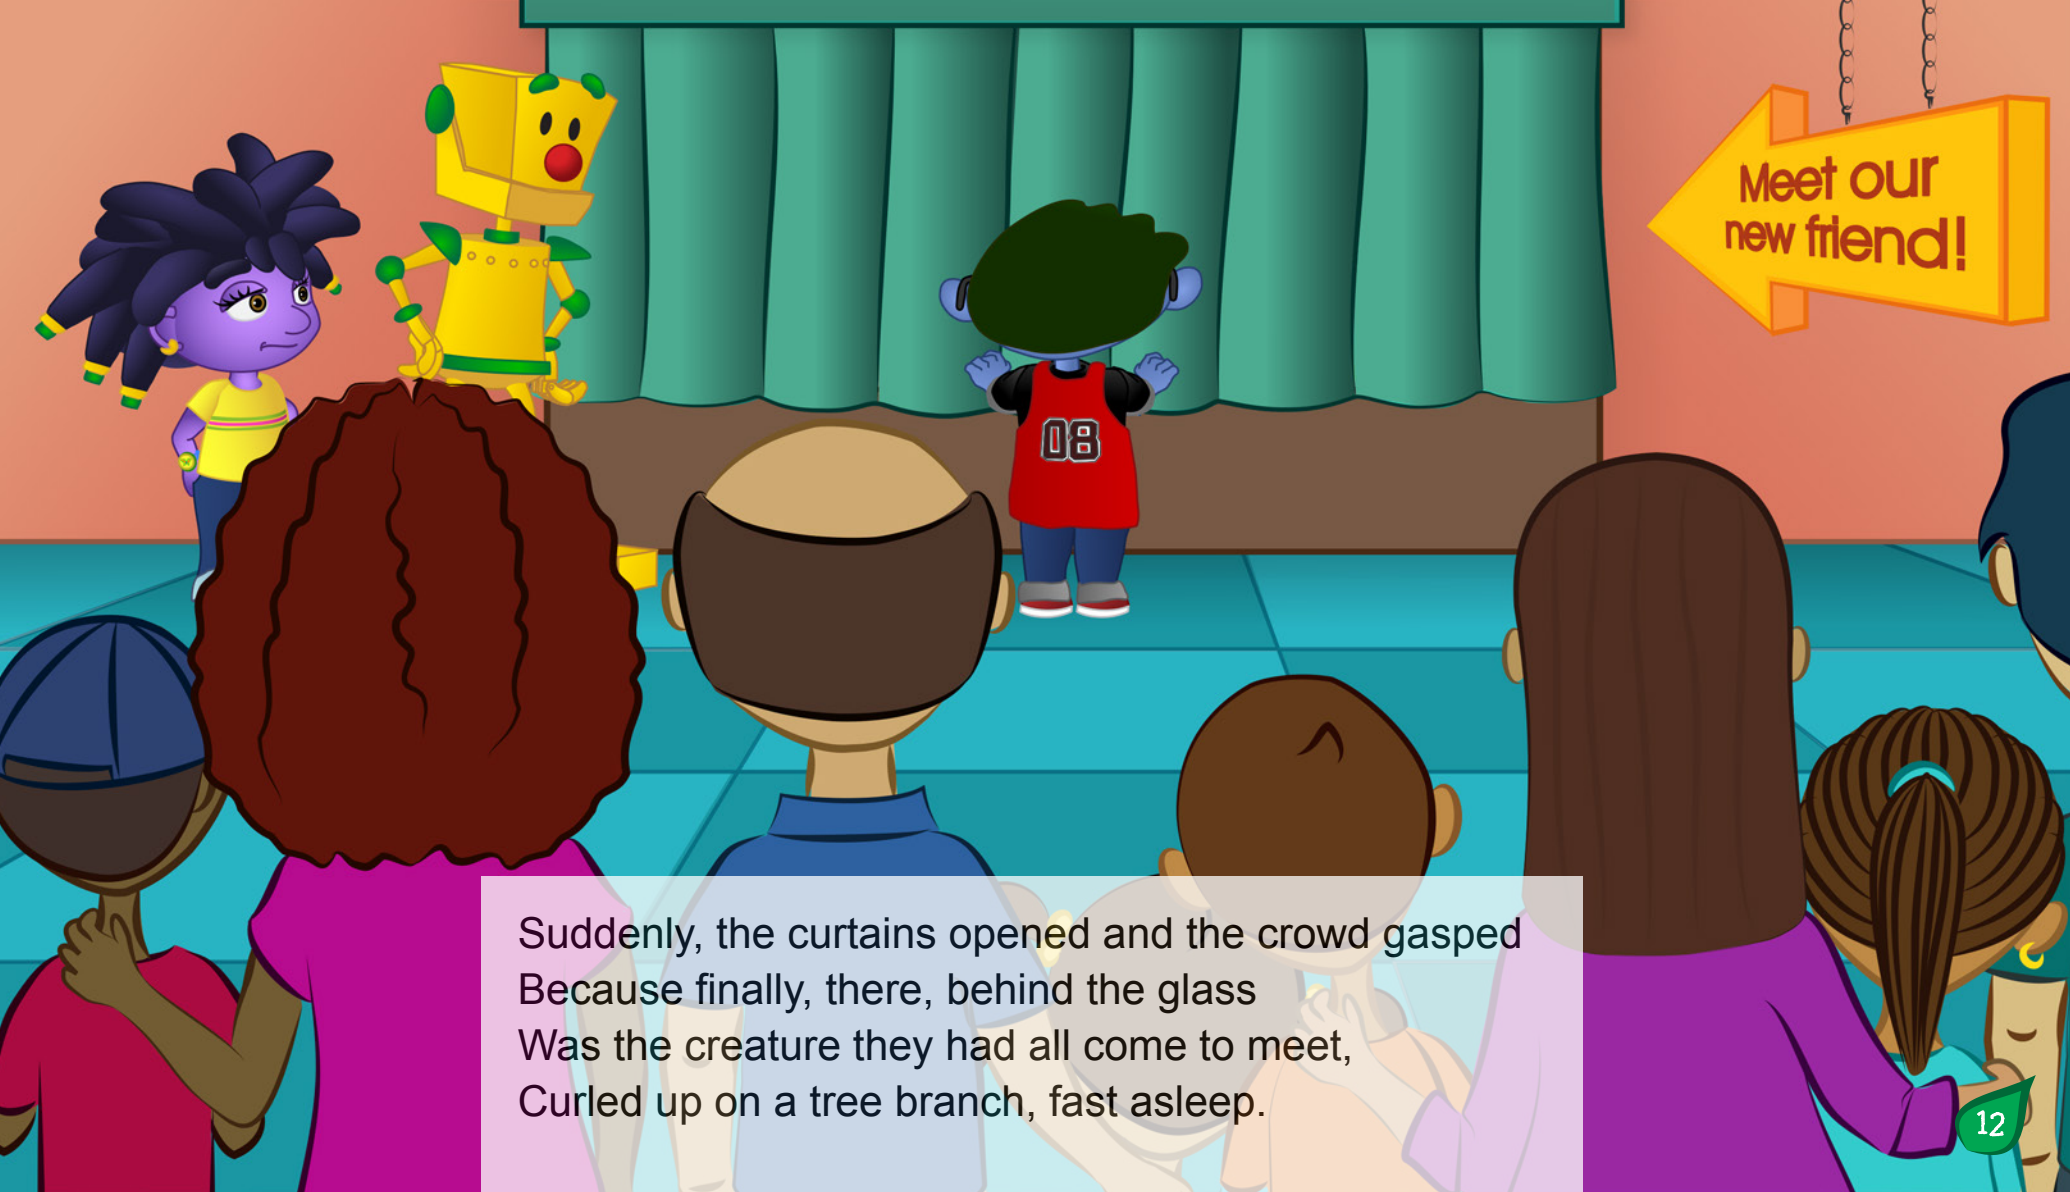 Meet our
new friend!
08
Suddenly, the curtains opened and the crowd gasped
Because finally, there, behind the glass
Was the creature they had all come to meet,
Curled up on a tree branch, fast asleep.
12